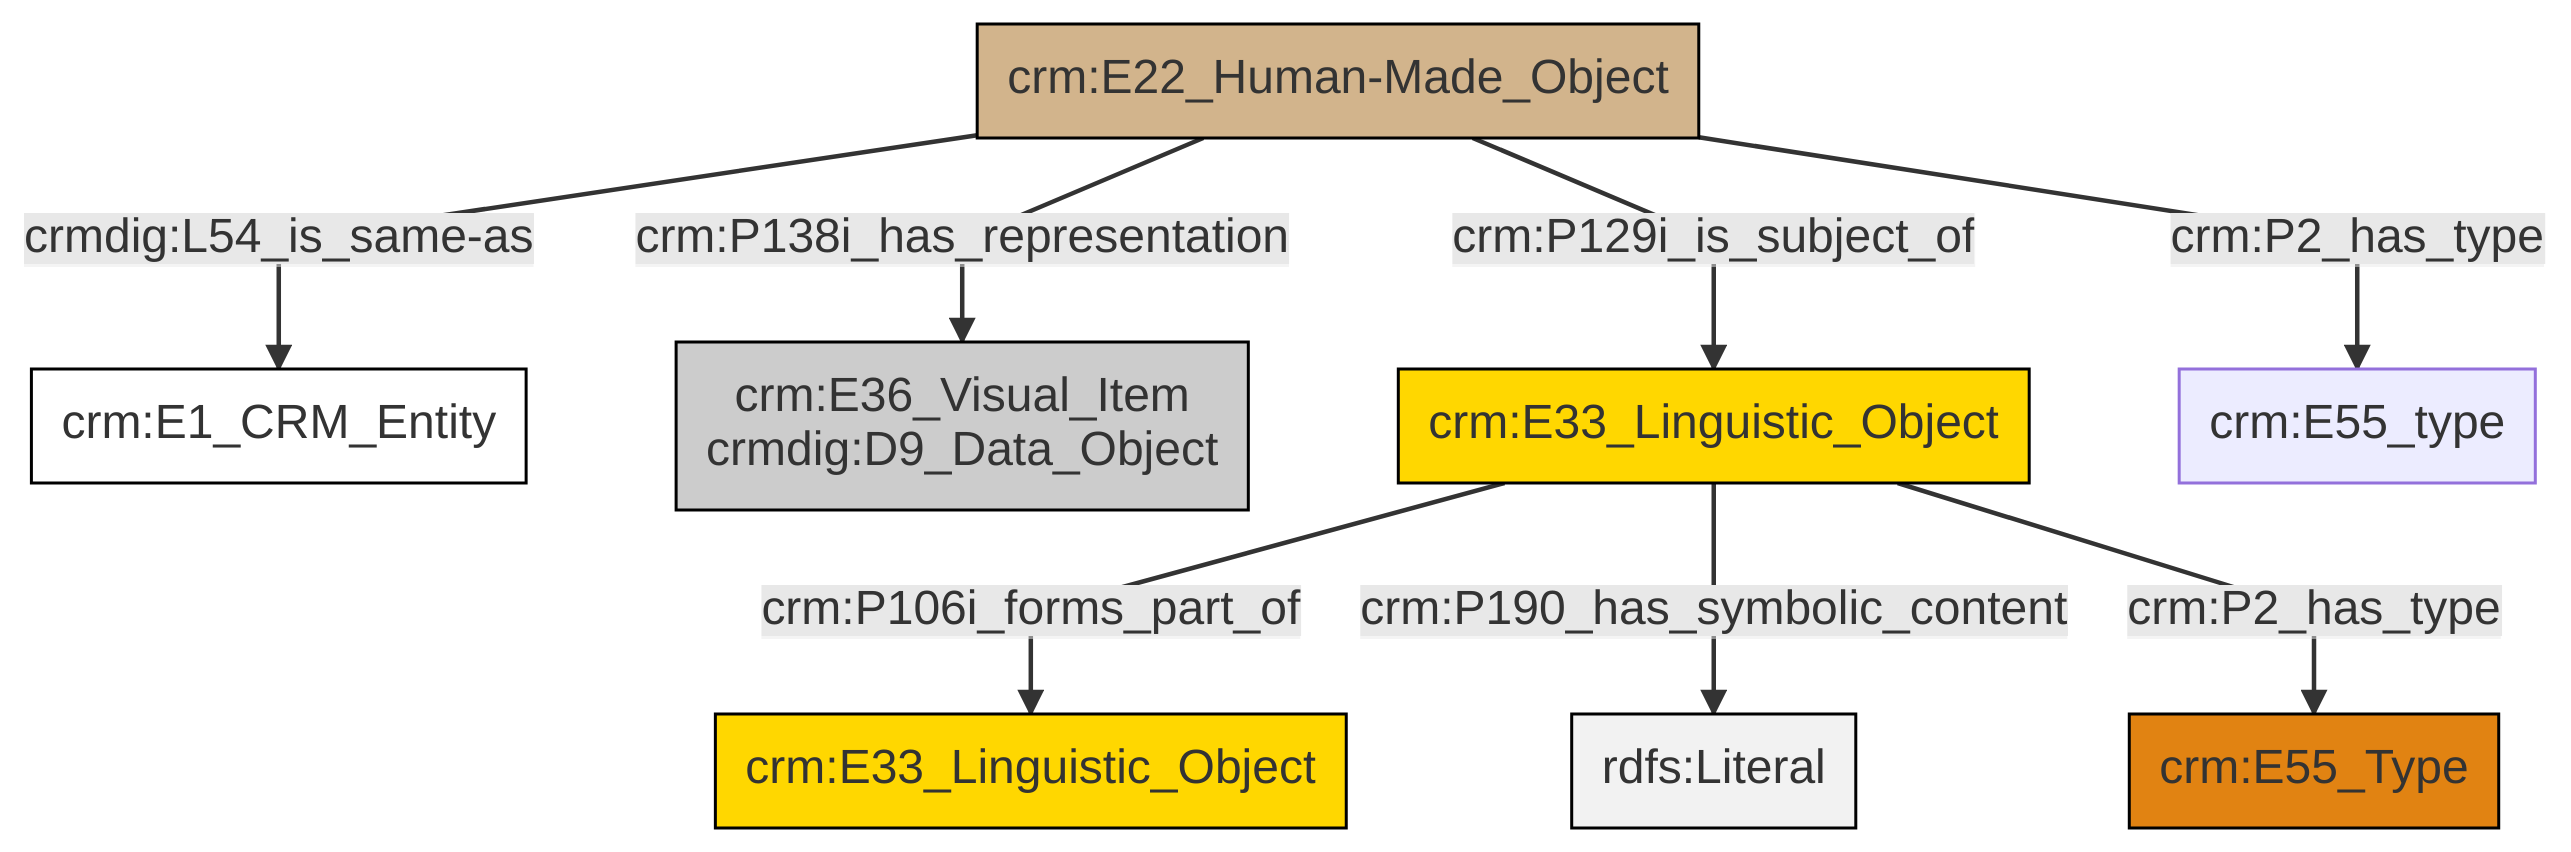 crm:E22_Human-Made_Object
crmdig:L54_is_same-as
crm:P138i_has_representation
crm:P129i_is_subject_of
crm:P2_has_type
crm:E1_CRM_Entity
crm:E36_Visual_Item
crmdig:D9_Data_Object
crm:E33_Linguistic_Object
crm:E55_type
crm:P106i_forms_part_of
crm:P190_has_symbolic_content
crm:P2_has_type
crm:E33_Linguistic_Object
rdfs:Literal
crm:E55_Type